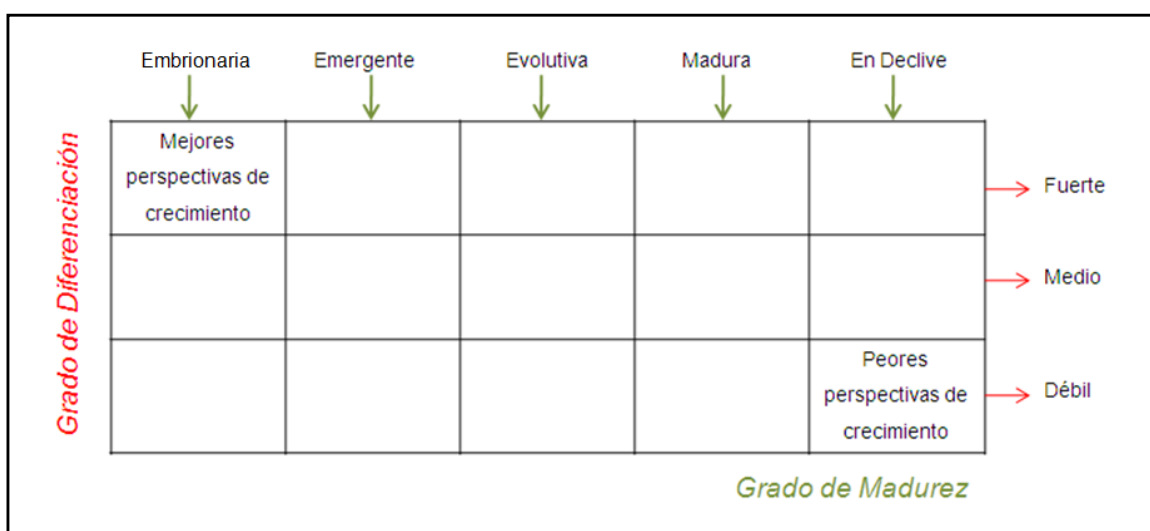 Embrionaria
Emergente
Evolutiva
Madura
En Declive
Grado de Diferenciación
Mejores
perspectivas de
crecimiento
Fuerte
Medio
Peores
perspectivas de
crecimiento
Débil
Grado de Madurez